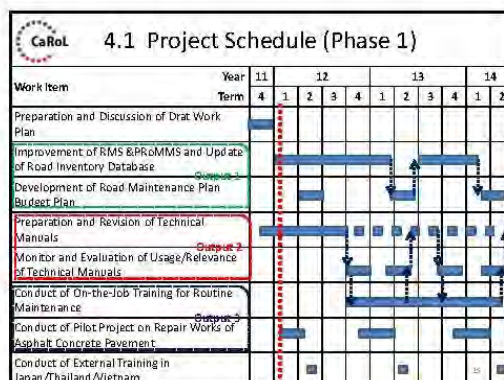 CaRoL
4.1 Project Schedule (Phase 1)
Year 11 12 13 14
Work Item
Term 4 1 2 3 4 1 2 3 4 1 2
Preparation and Discussion of Drat Work
Plan
Improvement of RMS &PRoMMS and Update
of Road Inventory Database
Output 1
Development of Road Maintenance Plan
Budget Plan
Preparation and Revision of Technical
Manuals
Output 2
Monitor and Evaluation of Usage/Relevance
of Technical Manuals
Conduct of On-the-Job Training for Routine
Maintenance
Output 3
Conduct of Pilot Project on Repair Works of
Asphalt Concrete Pavement
Conduct of External Training in
Japan/Thailand/Vietnam